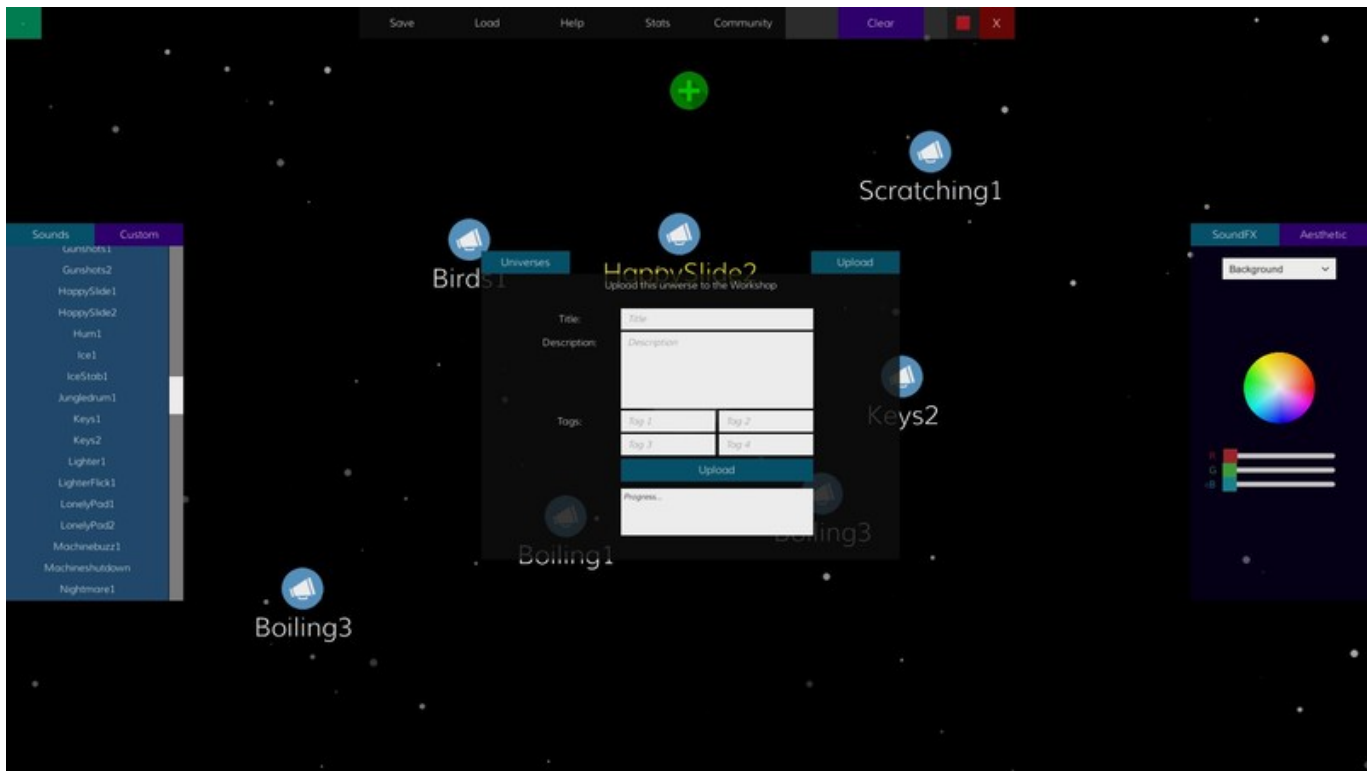 Save Load Help Stats Community Clear X
Scratching1
Sounds Custom
Gunshots1
Gunshots2
HappySlide1
HappySlide2
Hum1
Ice1
IceStab1
Jungledrum1
Keys1
Keys2
Lighter1
LighterFlick1
LonelyPad1
LonelyPad2
Machinebuzz1
Machineshutdown
Nightmare1
Birds1
HappySlide2
Universes
Upload
Upload this universe to the Workshop
Title: Title
Description: Description
Tags: Tag 1 Tag 2
Tag 3 Tag 4
Upload
Progress...
Keys2
Boiling1
Boiling3
Boiling3
SoundFX Aesthetic
Background
R
G
B